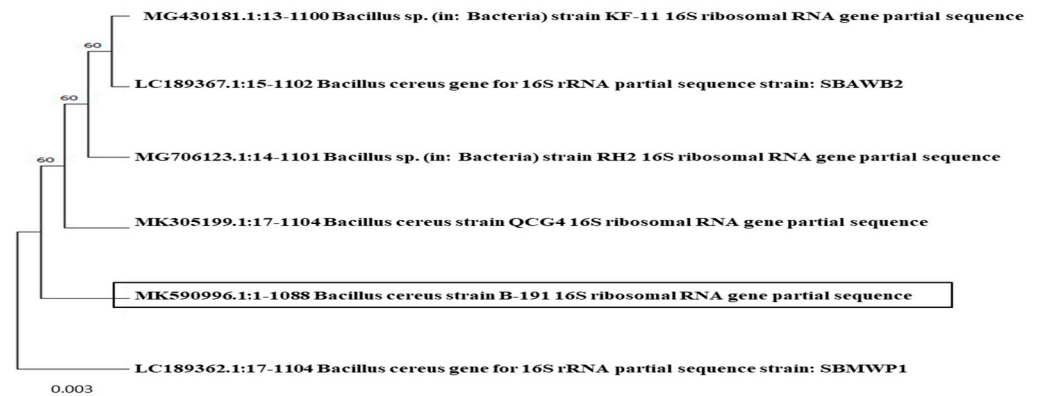 MG430181.1:13-1100 Bacillus sp. (in: Bacteria) strain KF-11 16S ribosomal RNA gene partial sequence
60
LC189367.1:15-1102 Bacillus cereus gene for 16S rRNA partial sequence strain: SBAWB2
60
MG706123.1:14-1101 Bacillus sp. (in: Bacteria) strain RH2 16S ribosomal RNA gene partial sequence
60
MK305199.1:17-1104 Bacillus cereus strain QCG4 16S ribosomal RNA gene partial sequence
MK590996.1:1-1088 Bacillus cereus strain B-191 16S ribosomal RNA gene partial sequence
LC189362.1:17-1104 Bacillus cereus gene for 16S rRNA partial sequence strain: SBMWP1
0.003